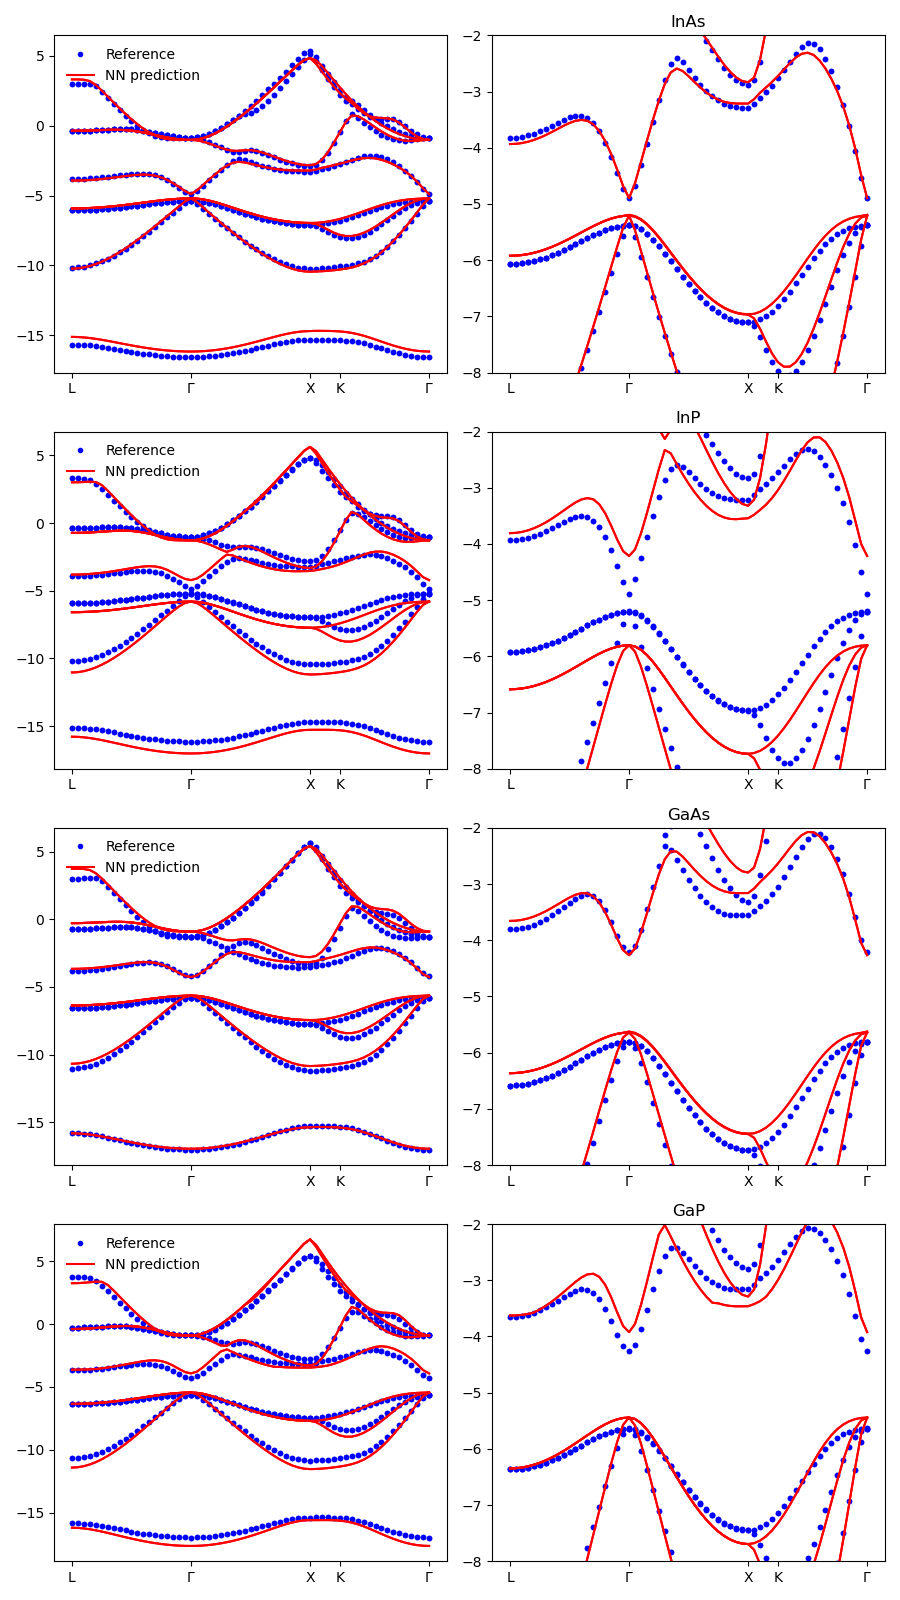 InAs
Reference
NN prediction
5
0
−5
−10
−15
L Γ X K Γ
−2
−3
−4
−5
−6
−7
−8
L Γ X K Γ
InP
Reference
NN prediction
5
0
−5
−10
−15
L Γ X K Γ
−2
−3
−4
−5
−6
−7
−8
L Γ X K Γ
GaAs
Reference
NN prediction
5
0
−5
−10
−15
L Γ X K Γ
−2
−3
−4
−5
−6
−7
−8
L Γ X K Γ
GaP
Reference
NN prediction
5
0
−5
−10
−15
L Γ X K Γ
−2
−3
−4
−5
−6
−7
−8
L Γ X K Γ